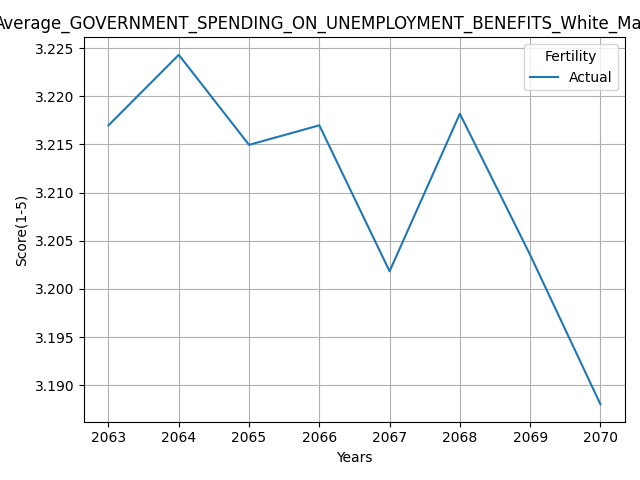 Average_GOVERNMENT_SPENDING_ON_UNEMPLOYMENT_BENEFITS_White_Ma
Fertility
Actual
3.225
3.220
3.215
3.210
3.205
3.200
3.195
3.190
Score(1-5)
2063 2064 2065 2066 2067 2068 2069 2070
Years